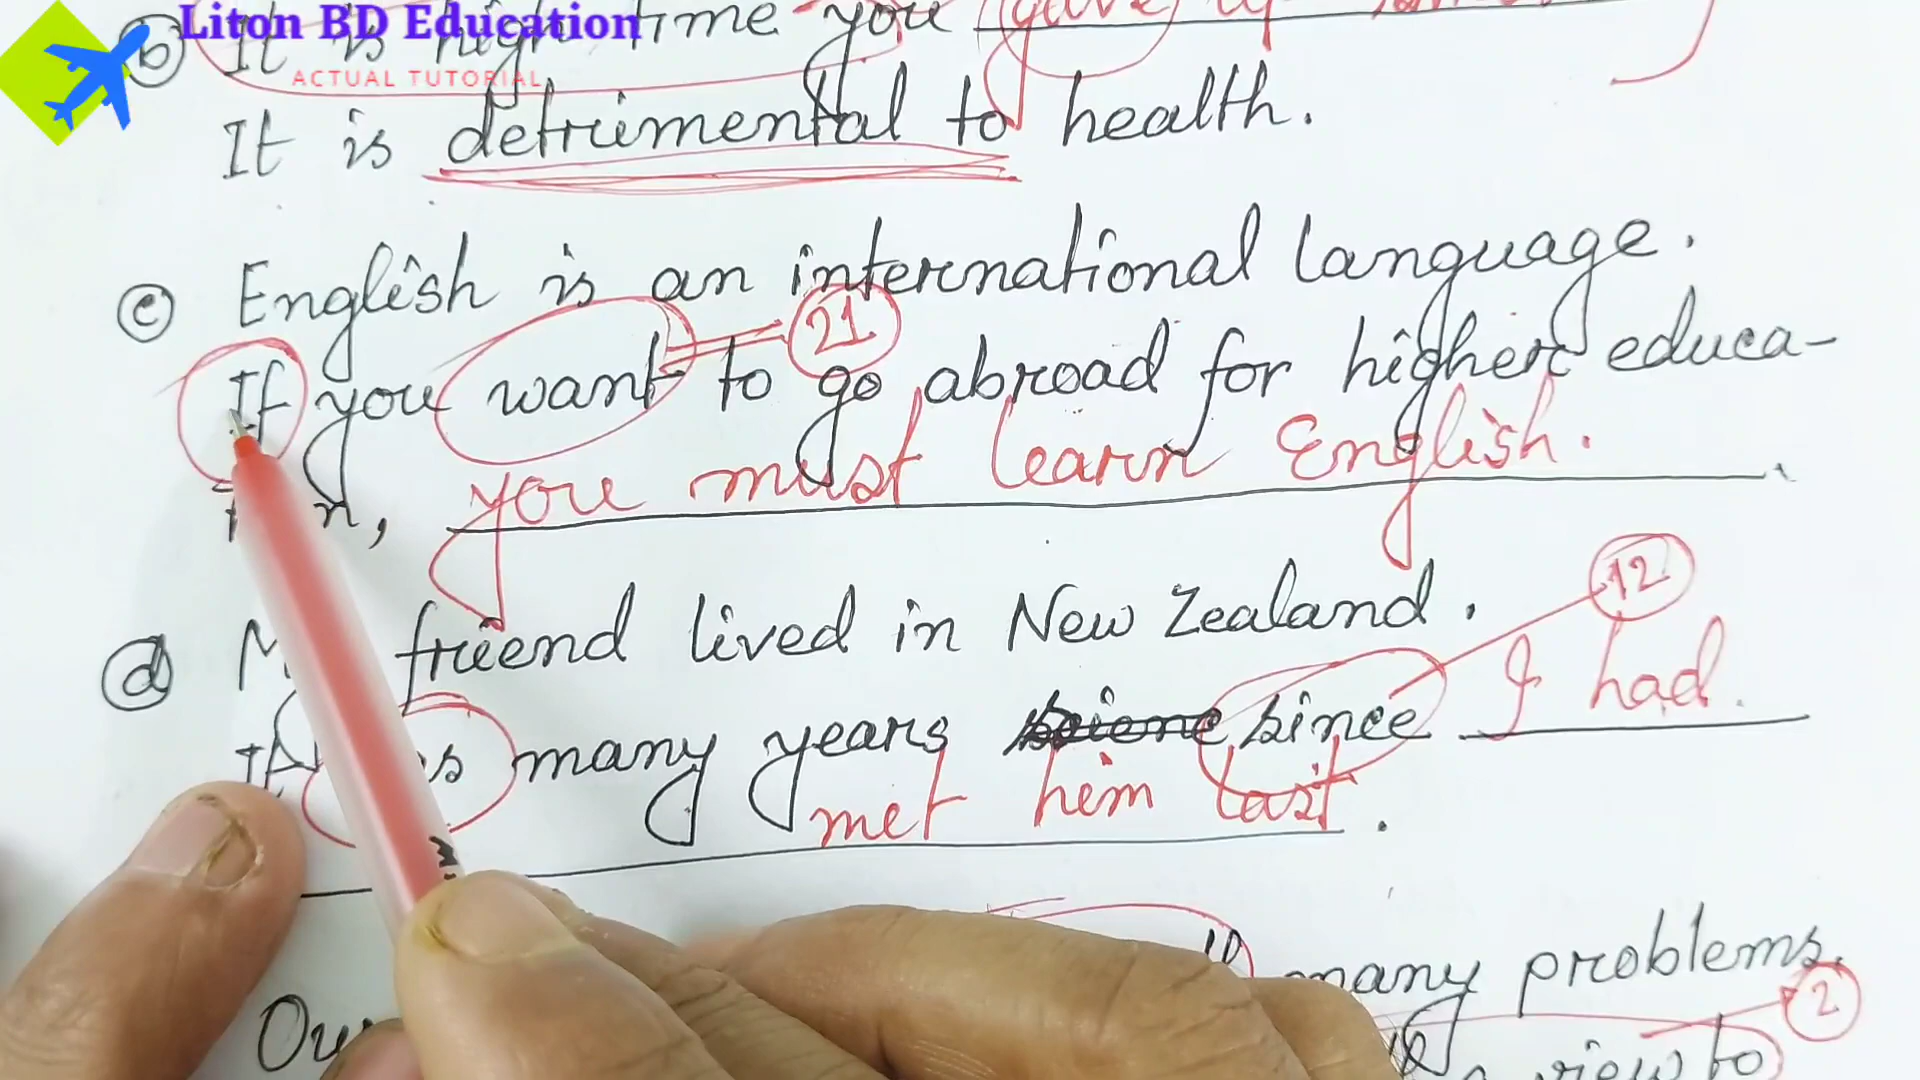 Liton BD Education
ACTUAL TUTORIAL
b It is high time you gave up
It is detrimental to health.
c English is an international language.
21
If you want to go abroad for higher educa-
you must learn English.
12
d friend lived in New Zealand.
many years since I had
met him last.
many problems.
2
view to